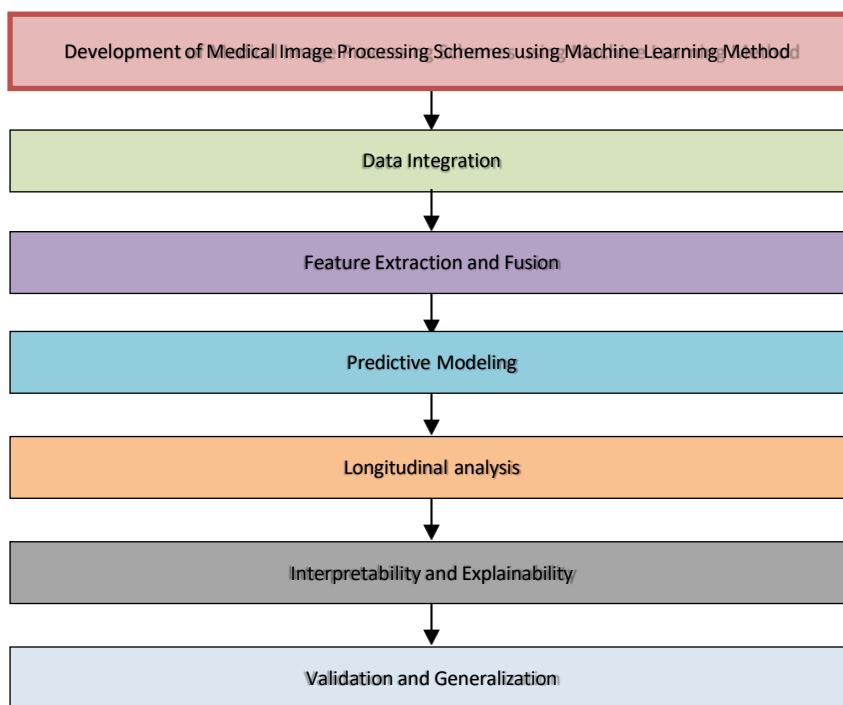 Development of Medical Image Processing Schemes using Machine Learning Method
Data Integration
Feature Extraction and Fusion
Predictive Modeling
Longitudinal analysis
Interpretability and Explainability
Validation and Generalization